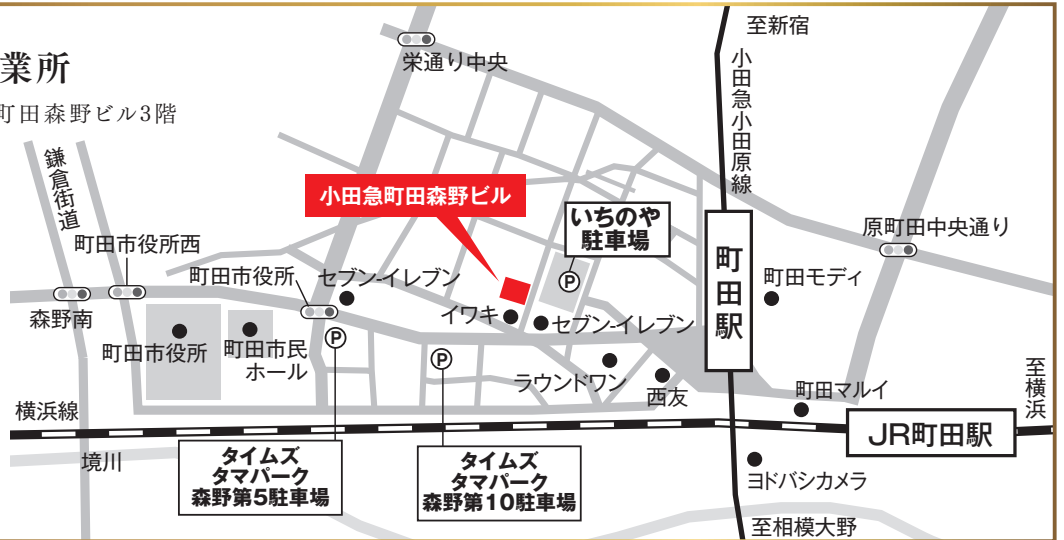 業所
町田森野ビル3階
至新宿
小田急小田原線
栄通り中央
鎌倉街道
小田急町田森野ビル
いちのや
駐車場
原町田中央通り
町田市役所西
町田市役所
セブン-イレブン
町田駅
町田モディ
森野南
イワキ
セブン-イレブン
町田市役所
町田市民
ホール
ラウンドワン
西友
町田マルイ
至横浜
横浜線
JR町田駅
境川
タイムズ
タマパーク
森野第5駐車場
タイムズ
タマパーク
森野第10駐車場
ヨドバシカメラ
至相模大野
P
P
P